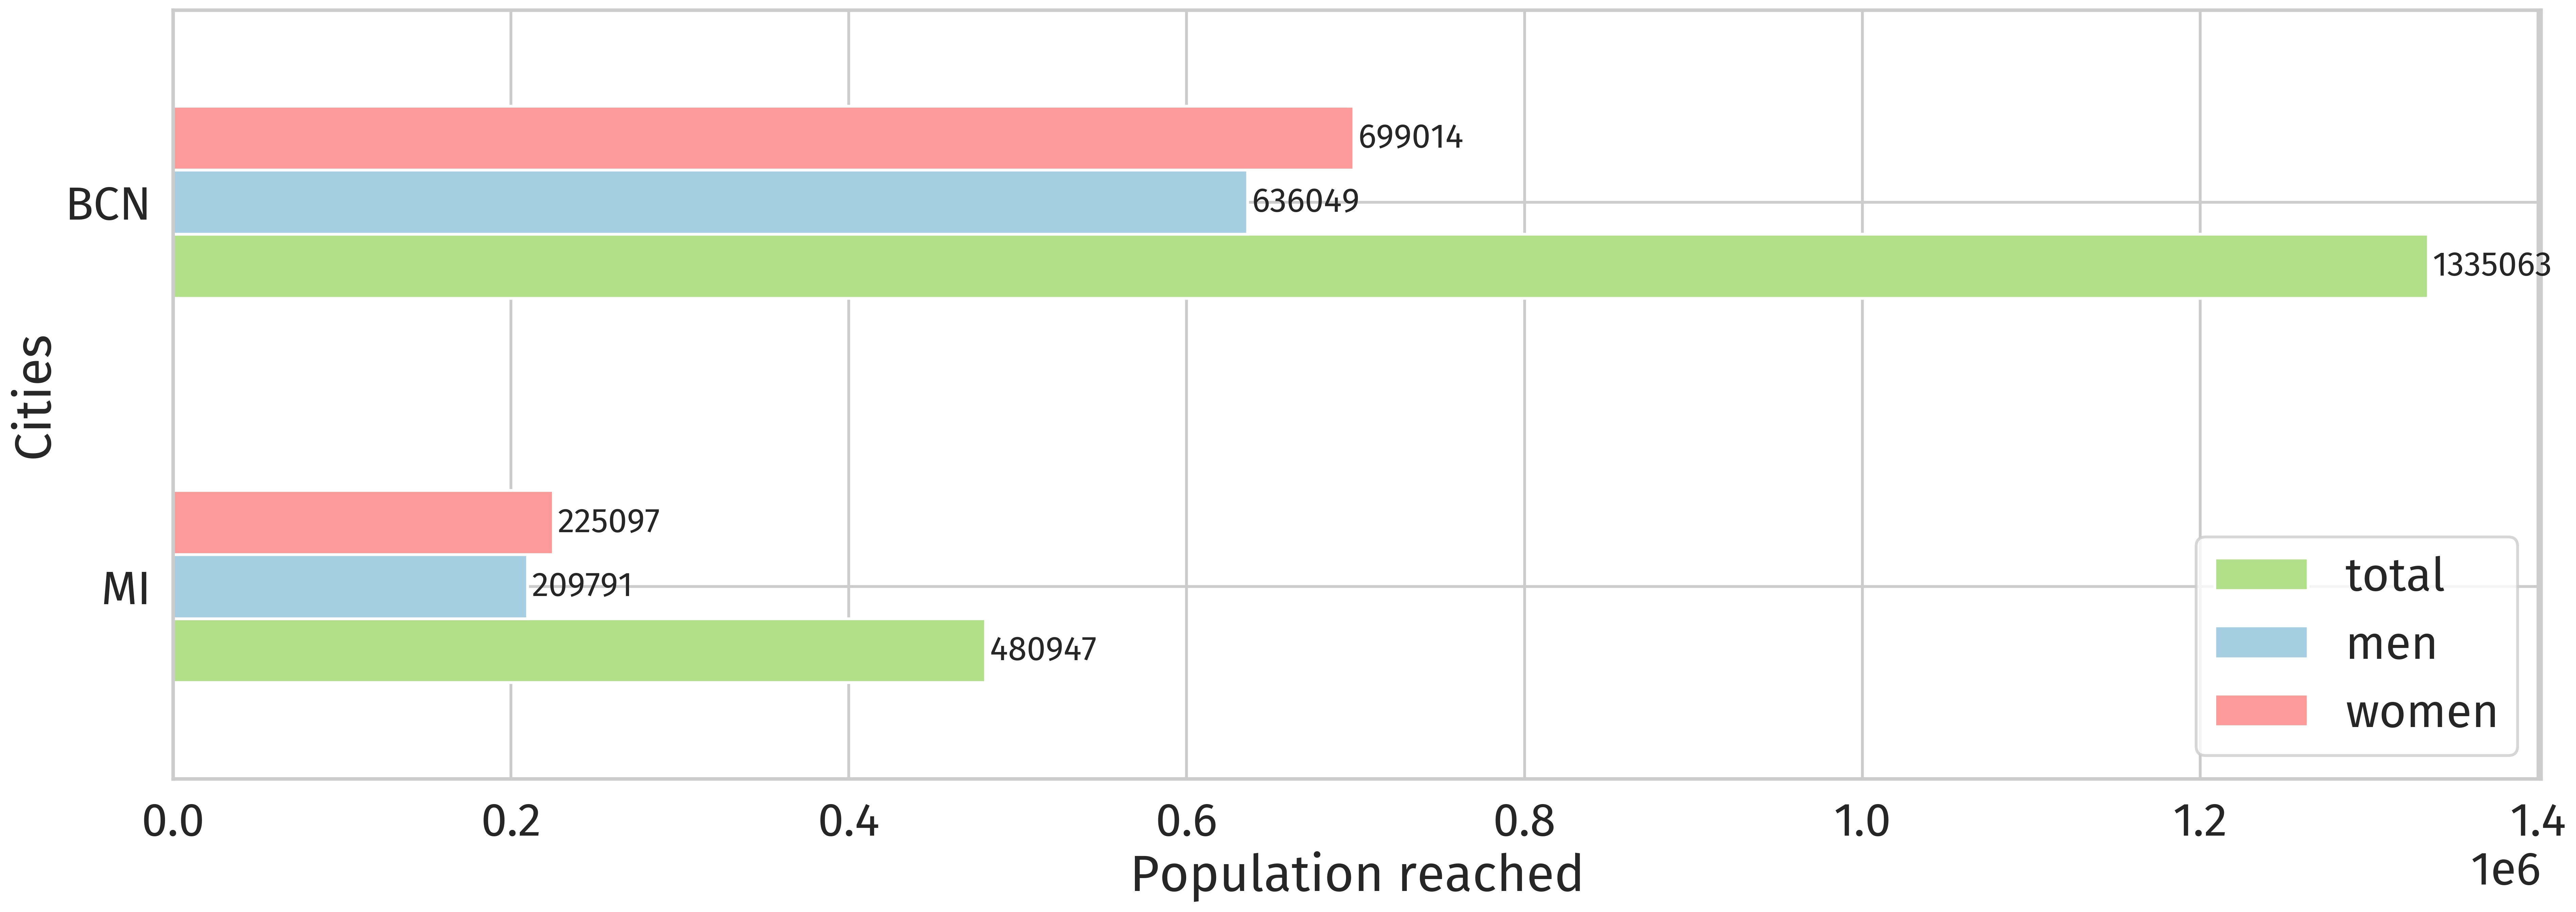 699014
BCN
636049
1335063
Cities
225097
MI
209791
480947
total
men
women
0.0 0.2 0.4 0.6 0.8 1.0 1.2 1.4
Population reached
1e6